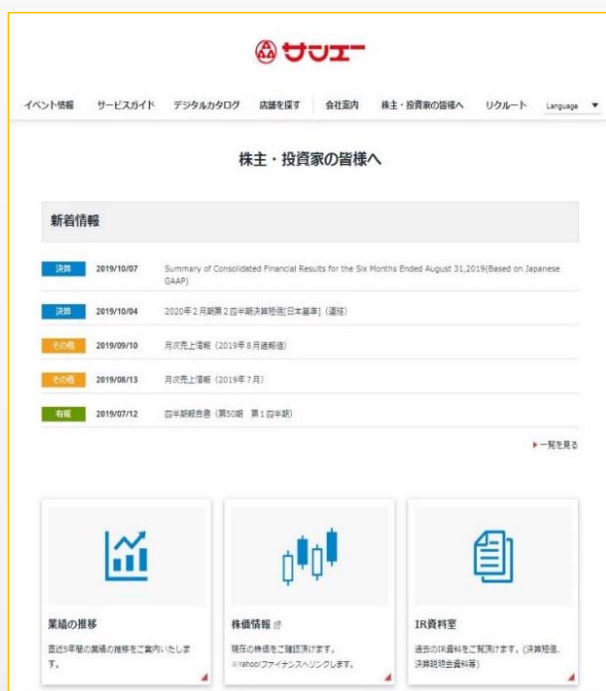 サンエー
イベント情報 サービスガイド デジタルカタログ 店舗を探す 会社案内 株主・投資家の皆様へ リクルート Language ▼
株主・投資家の皆様へ
新着情報
決算 2019/10/07 Summary of Consolidated Financial Results for the Six Months Ended August 31,2019(Based on Japanese
GAAP)
決算 2019/10/04 2020年2月期第2四半期決算短信[日本基準]（連結）
その他 2019/09/10 月次売上情報（2019年8月速報値）
その他 2019/08/13 月次売上情報（2019年7月）
有報 2019/07/12 四半期報告書（第50期 第1四半期）
一覧を見る
業績の推移
直近5年間の業績の推移をご案内いたしま
す。
株価情報
現在の株価をご確認頂けます。
※Yahoo!ファイナンスへリンクします。
IR資料室
過去のIR資料をご覧頂けます。(決算短信、
決算説明会資料等)